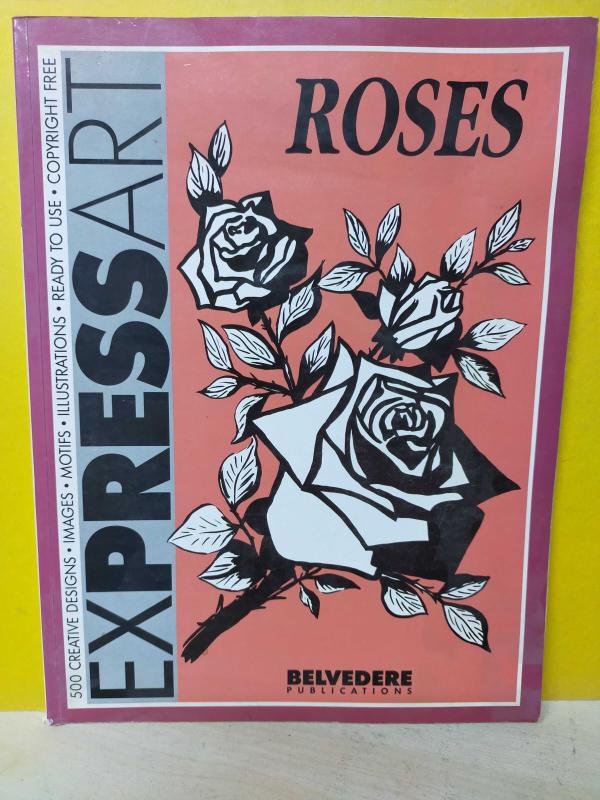 ROSES
500 CREATIVE DESIGNS • IMAGES • MOTIFS • ILLUSTRATIONS • READY TO USE • COPYRIGHT FREE
EXPRESSART
BELVEDERE
PUBLICATIONS